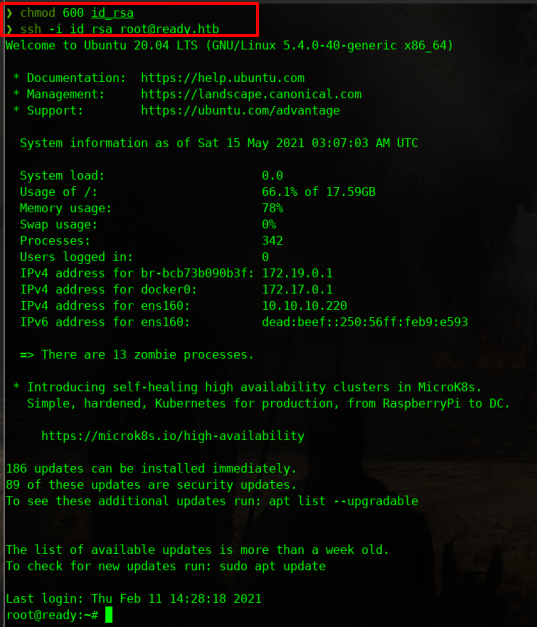 ❯ chmod 600 id_rsa
❯ ssh -i id_rsa root@ready.htb
Welcome to Ubuntu 20.04 LTS (GNU/Linux 5.4.0-40-generic x86_64)
* Documentation: https://help.ubuntu.com
* Management: https://landscape.canonical.com
* Support: https://ubuntu.com/advantage
System information as of Sat 15 May 2021 03:07:03 AM UTC
System load: 0.0
Usage of /: 66.1% of 17.59GB
Memory usage: 78%
Swap usage: 0%
Processes: 342
Users logged in: 0
IPv4 address for br-bcb73b090b3f: 172.19.0.1
IPv4 address for docker0: 172.17.0.1
IPv4 address for ens160: 10.10.10.220
IPv6 address for ens160: dead:beef::250:56ff:feb9:e593
=> There are 13 zombie processes.
* Introducing self-healing high availability clusters in MicroK8s.
Simple, hardened, Kubernetes for production, from RaspberryPi to DC.
https://microk8s.io/high-availability
186 updates can be installed immediately.
89 of these updates are security updates.
To see these additional updates run: apt list --upgradable
The list of available updates is more than a week old.
To check for new updates run: sudo apt update
Last login: Thu Feb 11 14:28:18 2021
root@ready:~#